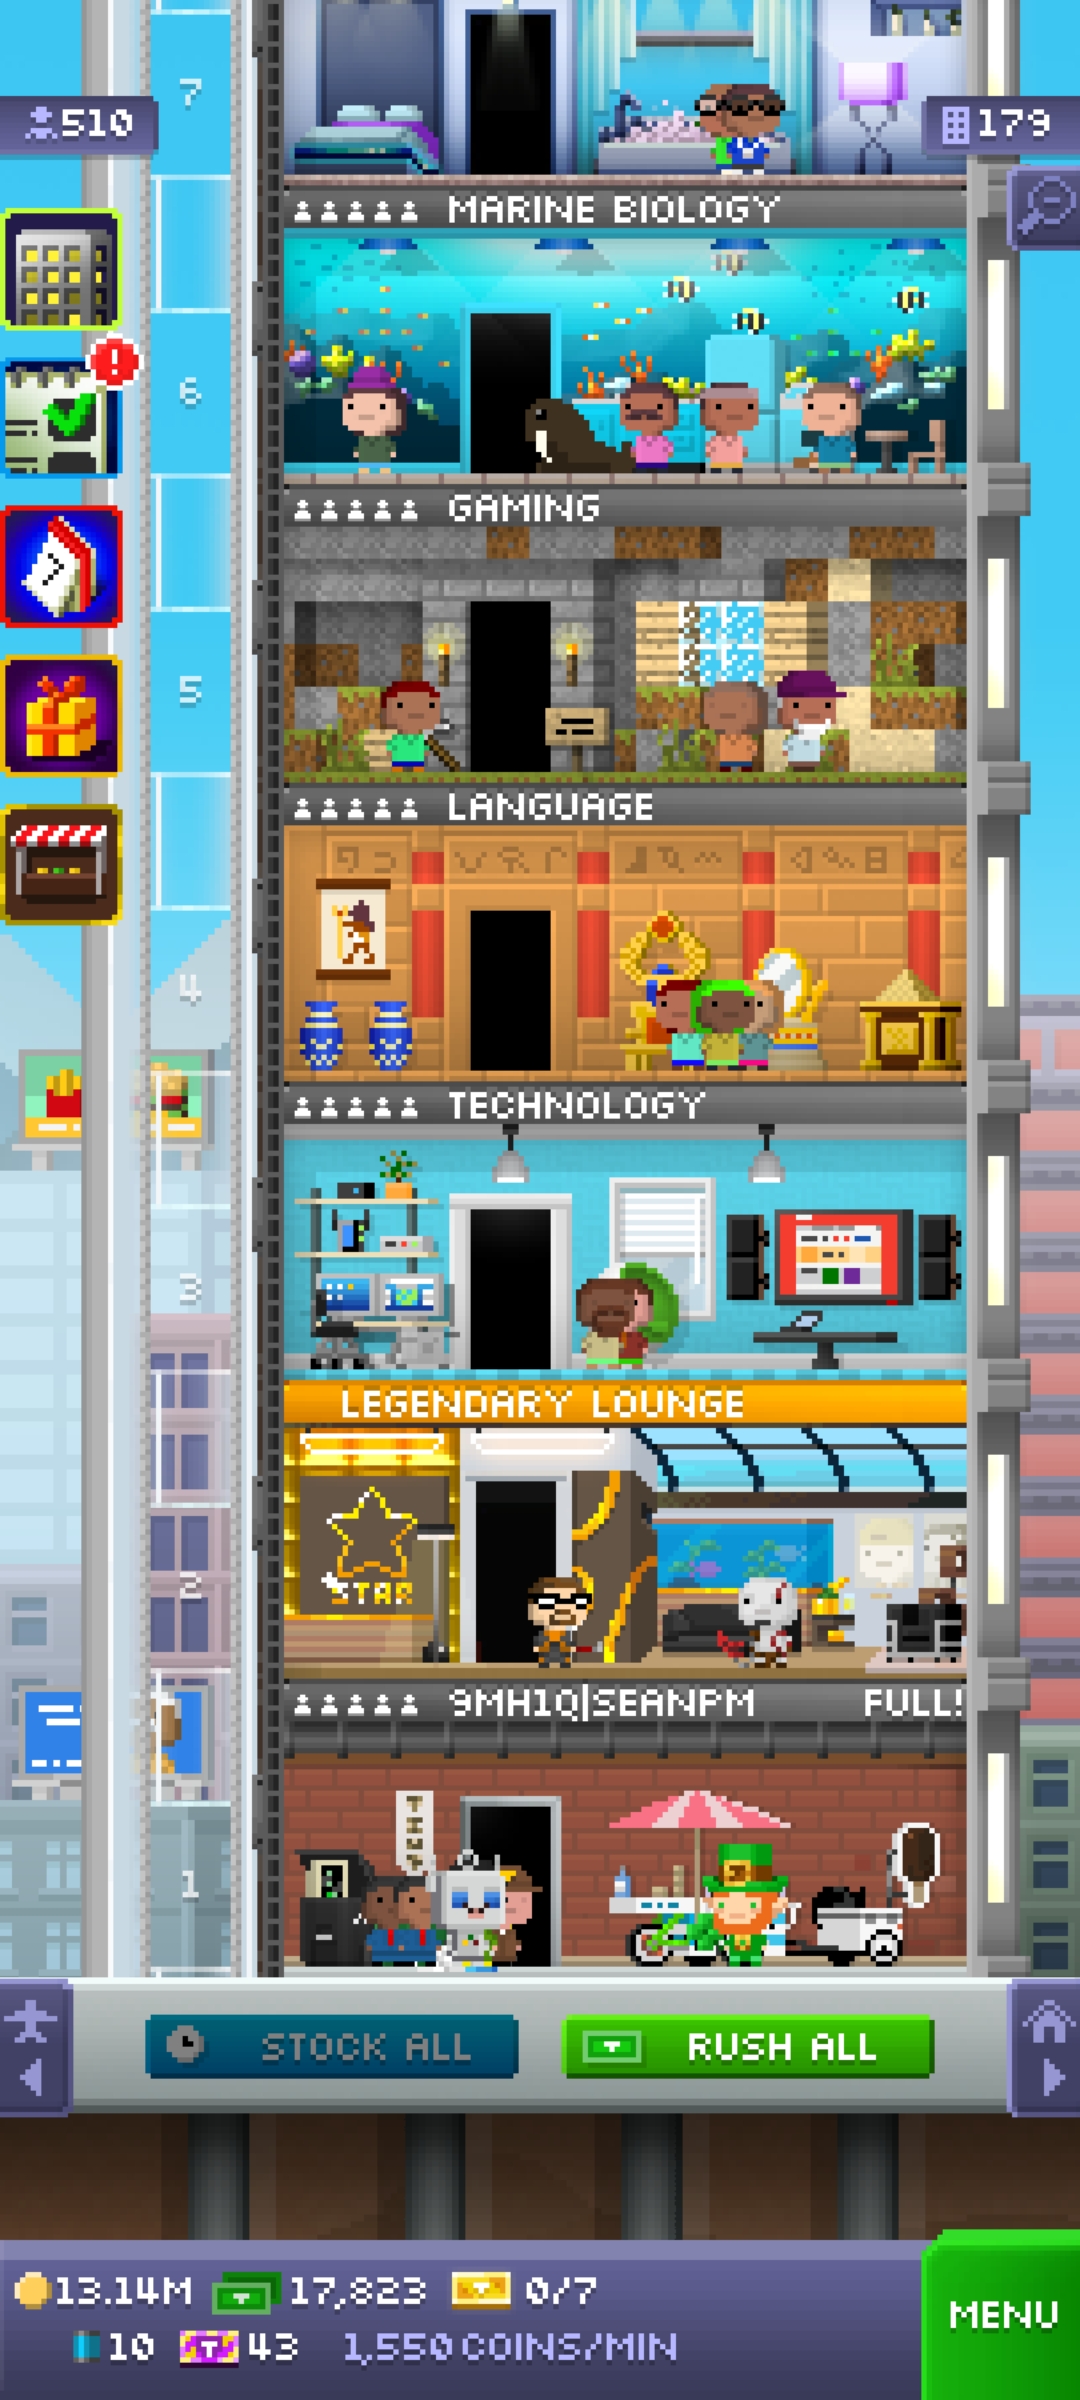 7
510
179
MARINE BIOLOGY
6
GAMING
5
LANGUAGE
4
TECHNOLOGY
3
LEGENDARY LOUNGE
STAR
2
9MH1Q|SEANPM FULL!
TINY
1
STOCK ALL
RUSH ALL
13.14M 17,823 0/7
10 43 1,550 COINS/MIN
MENU